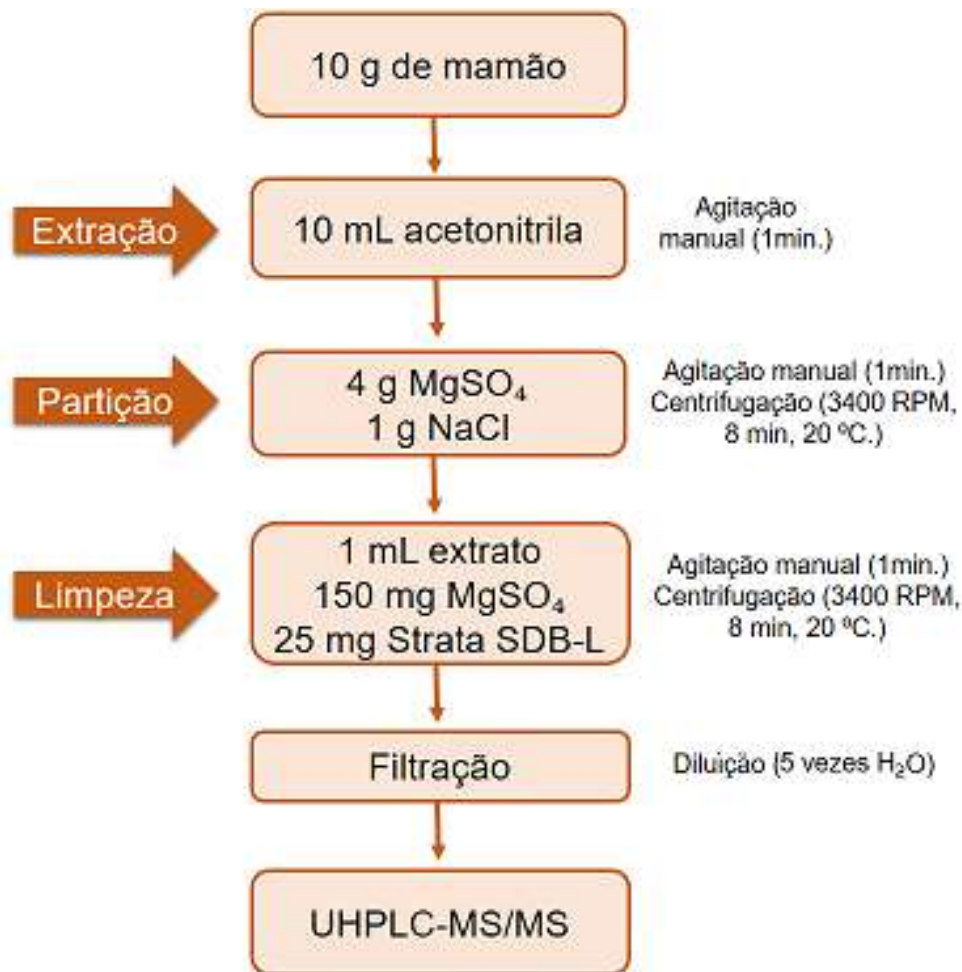 10 g de mamão
Extração
10 mL acetonitrila
Agitação
manual (1min.)
Partição
4 g MgSO₄
1 g NaCl
Agitação manual (1min.)
Centrifugação (3400 RPM,
8 min, 20 ºC.)
Limpeza
1 mL extrato
150 mg MgSO₄
25 mg Strata SDB-L
Agitação manual (1min.)
Centrifugação (3400 RPM,
8 min, 20 ºC.)
Filtração
Diluição (5 vezes H₂O)
UHPLC-MS/MS